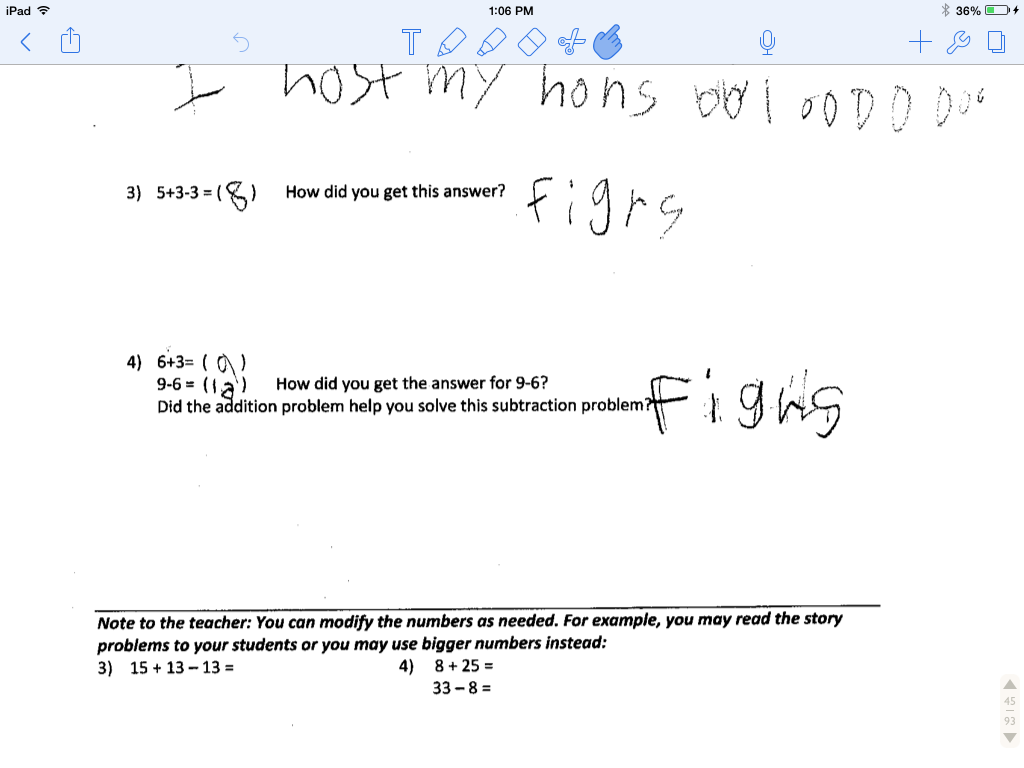 iPad 1:06 PM 36%
T
I host my hons 1 00000 000
3) 5+3-3 = (8) How did you get this answer? Figrs
4) 6+3= (9)
9-6 = (12) How did you get the answer for 9-6?
Did the addition problem help you solve this subtraction problem? Figrs
Note to the teacher: You can modify the numbers as needed. For example, you may read the story
problems to your students or you may use bigger numbers instead:
3) 15 + 13 – 13 = 4) 8 + 25 =
33 – 8 =
45
93